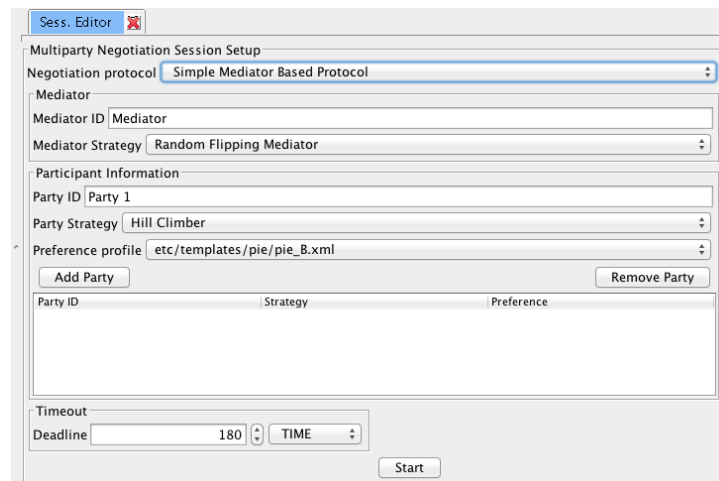 Sess. Editor
Multiparty Negotiation Session Setup
Negotiation protocol Simple Mediator Based Protocol
Mediator
Mediator ID Mediator
Mediator Strategy Random Flipping Mediator
Participant Information
Party ID Party 1
Party Strategy Hill Climber
Preference profile etc/templates/pie/pie_B.xml
Add Party Remove Party
Party ID Strategy Preference
Timeout
Deadline 180 TIME
Start